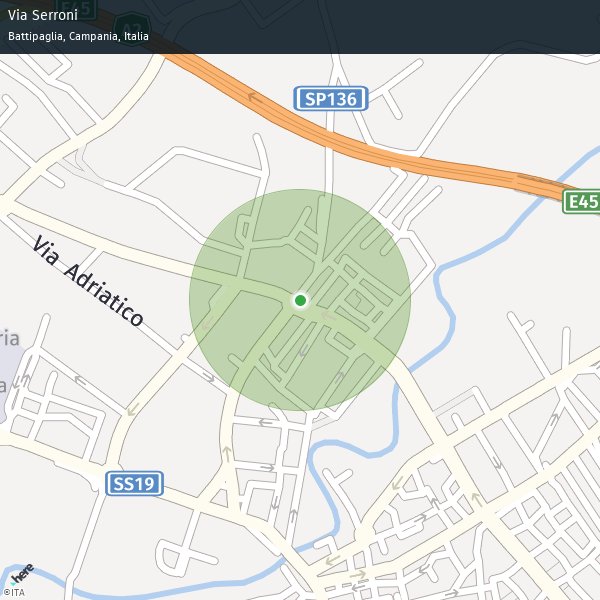 Via Serroni
Battipaglia, Campania, Italia
E45
A2
SP136
E45
Via Adriatico
ria
a
SS19
here
©ITA